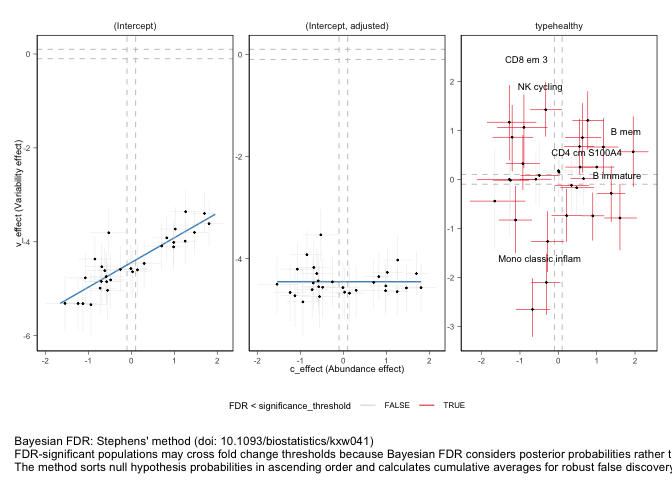 (Intercept)
(Intercept, adjusted)
typehealthy
v_effect (Variability effect)
0
-2
-4
-6
0
-2
-4
2
1
0
-1
-2
-3
CD8 em 3
NK cycling
B mem
CD4 cm S100A4
B immature
Mono classic inflam
-2 -1 0 1 2
-2 -1 0 1 2
-2 -1 0 1 2
c_effect (Abundance effect)
FDR < significance_threshold FALSE TRUE
Bayesian FDR: Stephens' method (doi: 10.1093/biostatistics/kxw041)
FDR-significant populations may cross fold change thresholds because Bayesian FDR considers posterior probabilities rather t
The method sorts null hypothesis probabilities in ascending order and calculates cumulative averages for robust false discovery